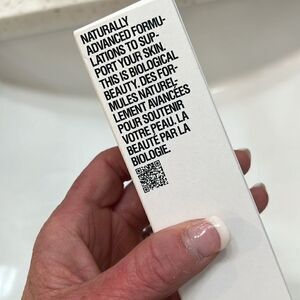 NATURALLY
ADVANCED FORMU-
LATIONS TO SUP-
PORT YOUR SKIN.
THIS IS BIOLOGICAL
BEAUTY. DES FOR-
MULES NATUREL-
LEMENT AVANCÉES
POUR SOUTENIR
VOTRE PEAU. LA
BEAUTÉ PAR LA
BIOLOGIE.